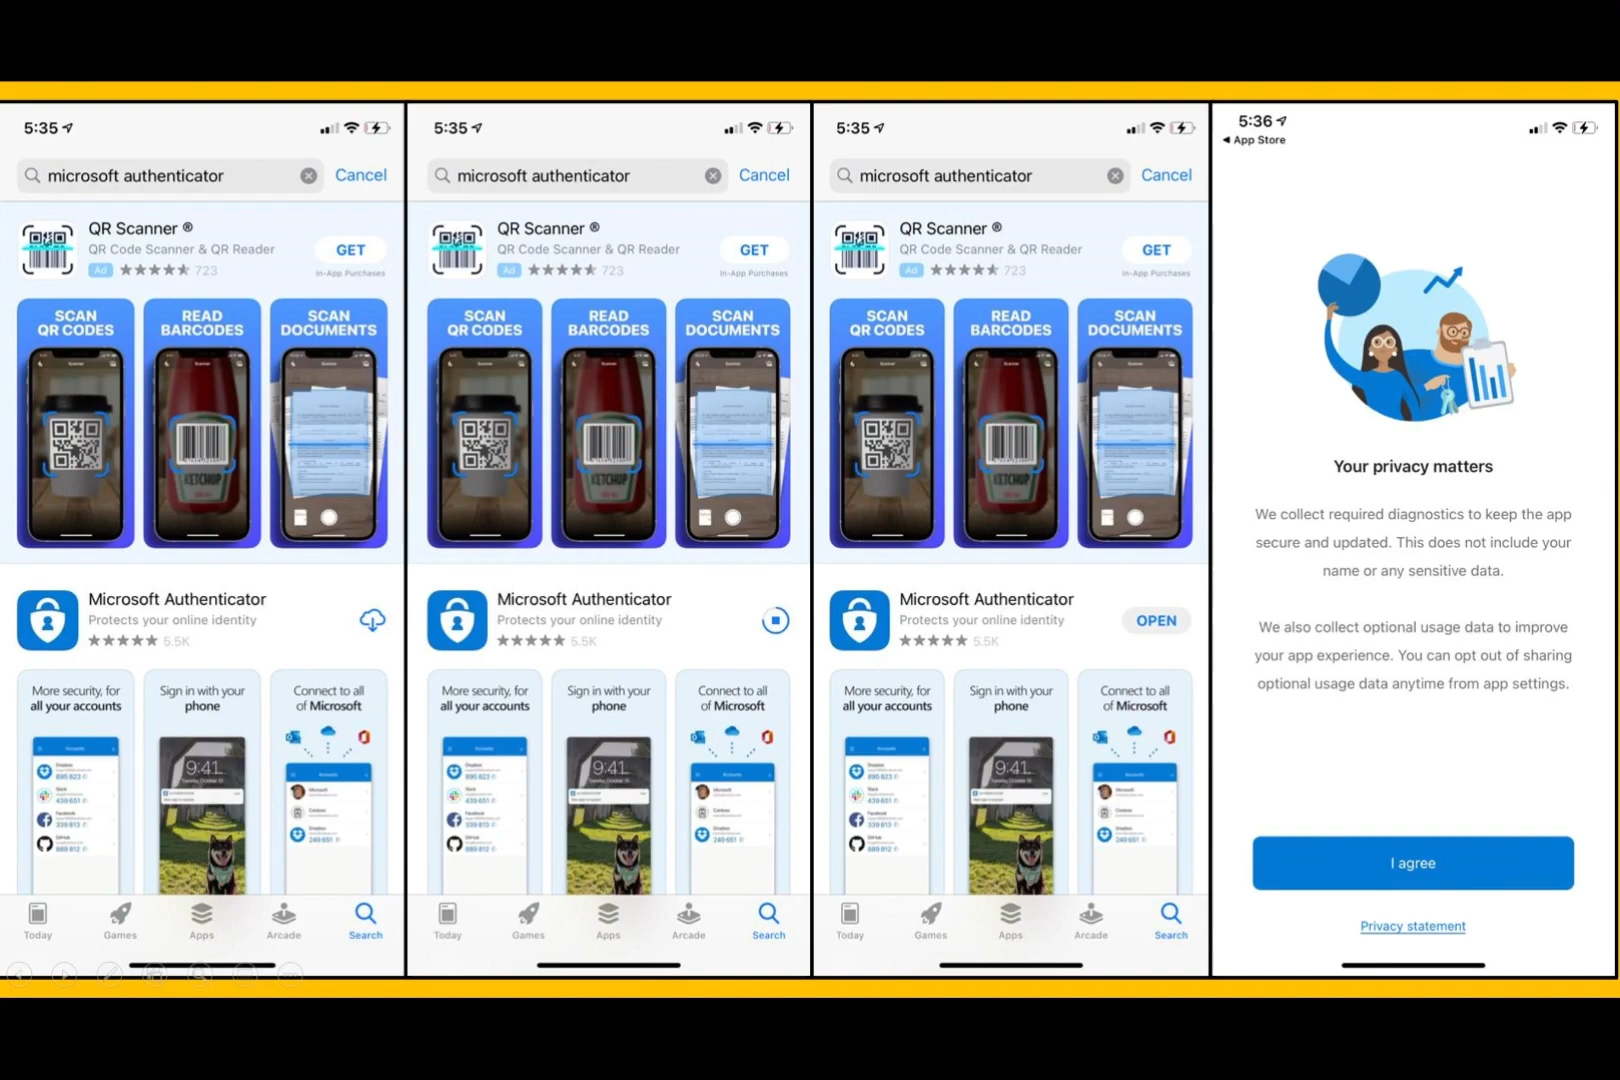 5:35
microsoft authenticator
Cancel
QR Scanner ®
QR Code Scanner & QR Reader
GET
Ad
723
In-App Purchases
SCAN
QR CODES
READ
BARCODES
SCAN
DOCUMENTS
KETCHUP
Microsoft Authenticator
Protects your online identity
5.5K
More security, for
all your accounts
Sign in with your
phone
Connect to all
of Microsoft
9:41
Today
Games
Apps
Arcade
Search
5:35
microsoft authenticator
Cancel
QR Scanner ®
QR Code Scanner & QR Reader
GET
Ad
723
In-App Purchases
SCAN
QR CODES
READ
BARCODES
SCAN
DOCUMENTS
KETCHUP
Microsoft Authenticator
Protects your online identity
5.5K
More security, for
all your accounts
Sign in with your
phone
Connect to all
of Microsoft
9:41
Today
Games
Apps
Arcade
Search
5:35
microsoft authenticator
Cancel
QR Scanner ®
QR Code Scanner & QR Reader
GET
Ad
723
In-App Purchases
SCAN
QR CODES
READ
BARCODES
SCAN
DOCUMENTS
KETCHUP
Microsoft Authenticator
Protects your online identity
OPEN
5.5K
More security, for
all your accounts
Sign in with your
phone
Connect to all
of Microsoft
9:41
Today
Games
Apps
Arcade
Search
5:36
App Store
Your privacy matters
We collect required diagnostics to keep the app
secure and updated. This does not include your
name or any sensitive data.
We also collect optional usage data to improve
your app experience. You can opt out of sharing
optional usage data anytime from app settings.
I agree
Privacy statement